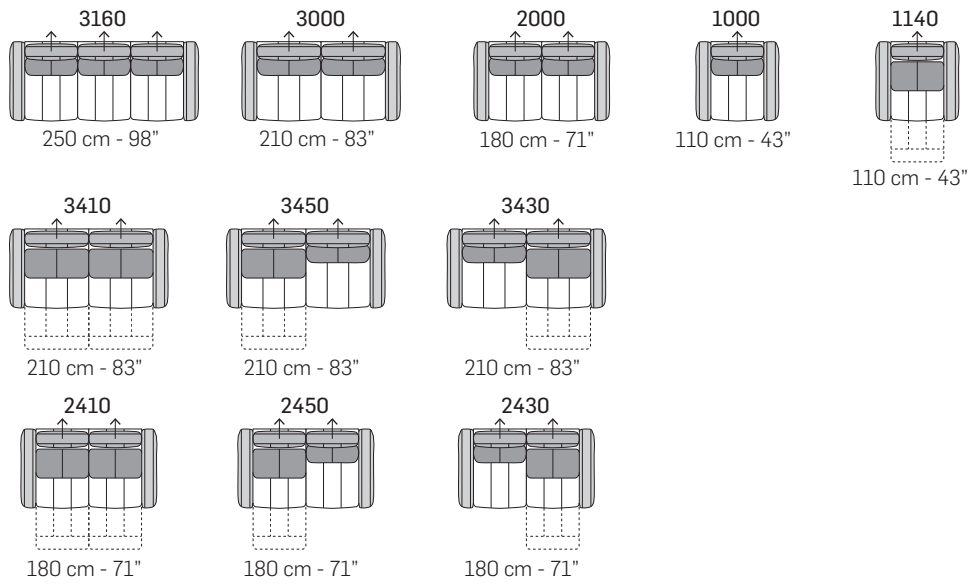 3160 3000 2000 1000 1140
250 cm - 98” 210 cm - 83” 180 cm - 71” 110 cm - 43” 110 cm - 43”
3410 3450 3430
210 cm - 83” 210 cm - 83” 210 cm - 83”
2410 2450 2430
180 cm - 71” 180 cm - 71” 180 cm - 71”